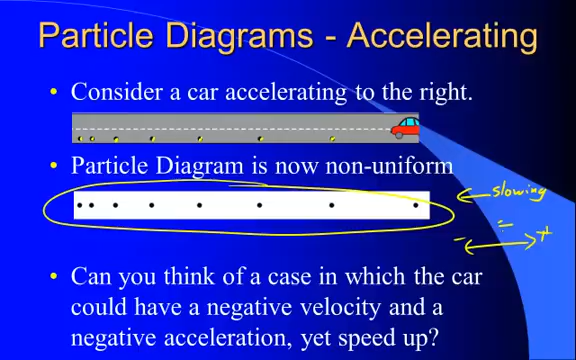 Particle Diagrams - Accelerating
• Consider a car accelerating to the right.
• Particle Diagram is now non-uniform
← slowing
=
- ↔ +
• Can you think of a case in which the car
could have a negative velocity and a
negative acceleration, yet speed up?